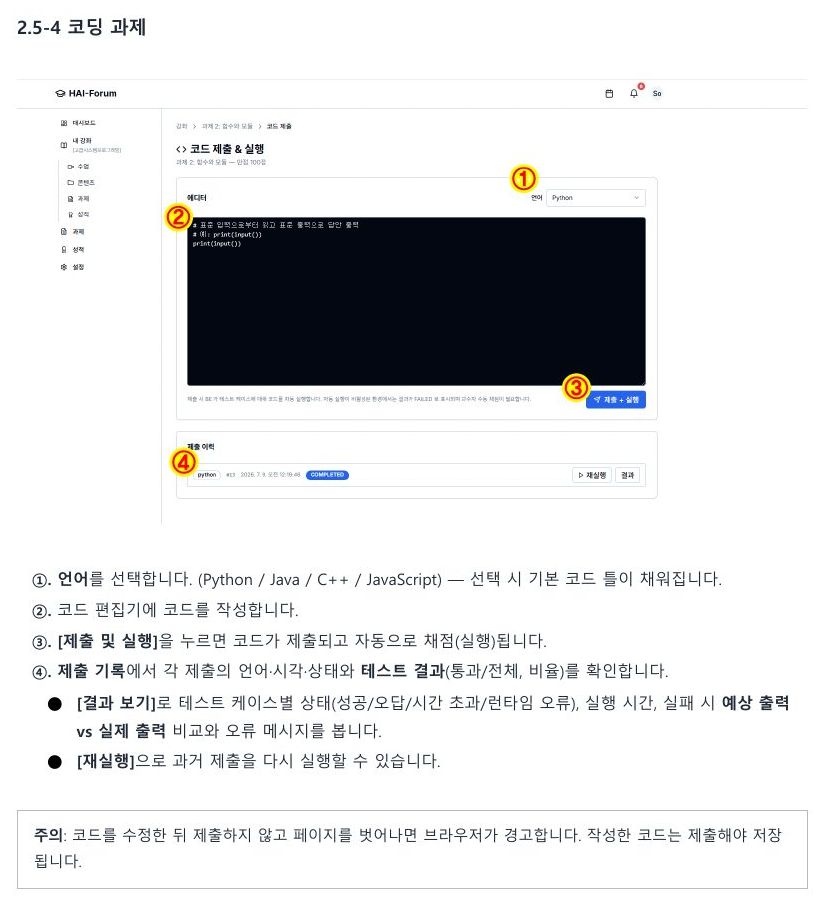 2.5-4 코딩 과제
HAI-Forum
So
대시보드
내 강좌
수업
콘텐츠
과제
성적
과제
성적
설정
강좌 > 과제 2: 함수와 모듈 > 코드 제출
<> 코드 제출 & 실행
과제 2: 함수와 모듈 — 만점 100점
①
에디터
언어 Python
②
# 표준 입력으로부터 읽고 표준 출력으로 답안 출력
# 예: print(input())
print(input())
③
제출 + 실행
제출 이력
④
python #13 2026. 7. 9. 오전 12:19:46 COMPLETED 재실행 결과
①. 언어를 선택합니다. (Python / Java / C++ / JavaScript) — 선택 시 기본 코드 틀이 채워집니다.
②. 코드 편집기에 코드를 작성합니다.
③. [제출 및 실행]을 누르면 코드가 제출되고 자동으로 채점(실행)됩니다.
④. 제출 기록에서 각 제출의 언어·시각·상태와 테스트 결과(통과/전체, 비율)를 확인합니다.
● [결과 보기]로 테스트 케이스별 상태(성공/오답/시간 초과/런타임 오류), 실행 시간, 실패 시 예상 출력
vs 실제 출력 비교와 오류 메시지를 봅니다.
● [재실행]으로 과거 제출을 다시 실행할 수 있습니다.
주의: 코드를 수정한 뒤 제출하지 않고 페이지를 벗어나면 브라우저가 경고합니다. 작성한 코드는 제출해야 저장
됩니다.